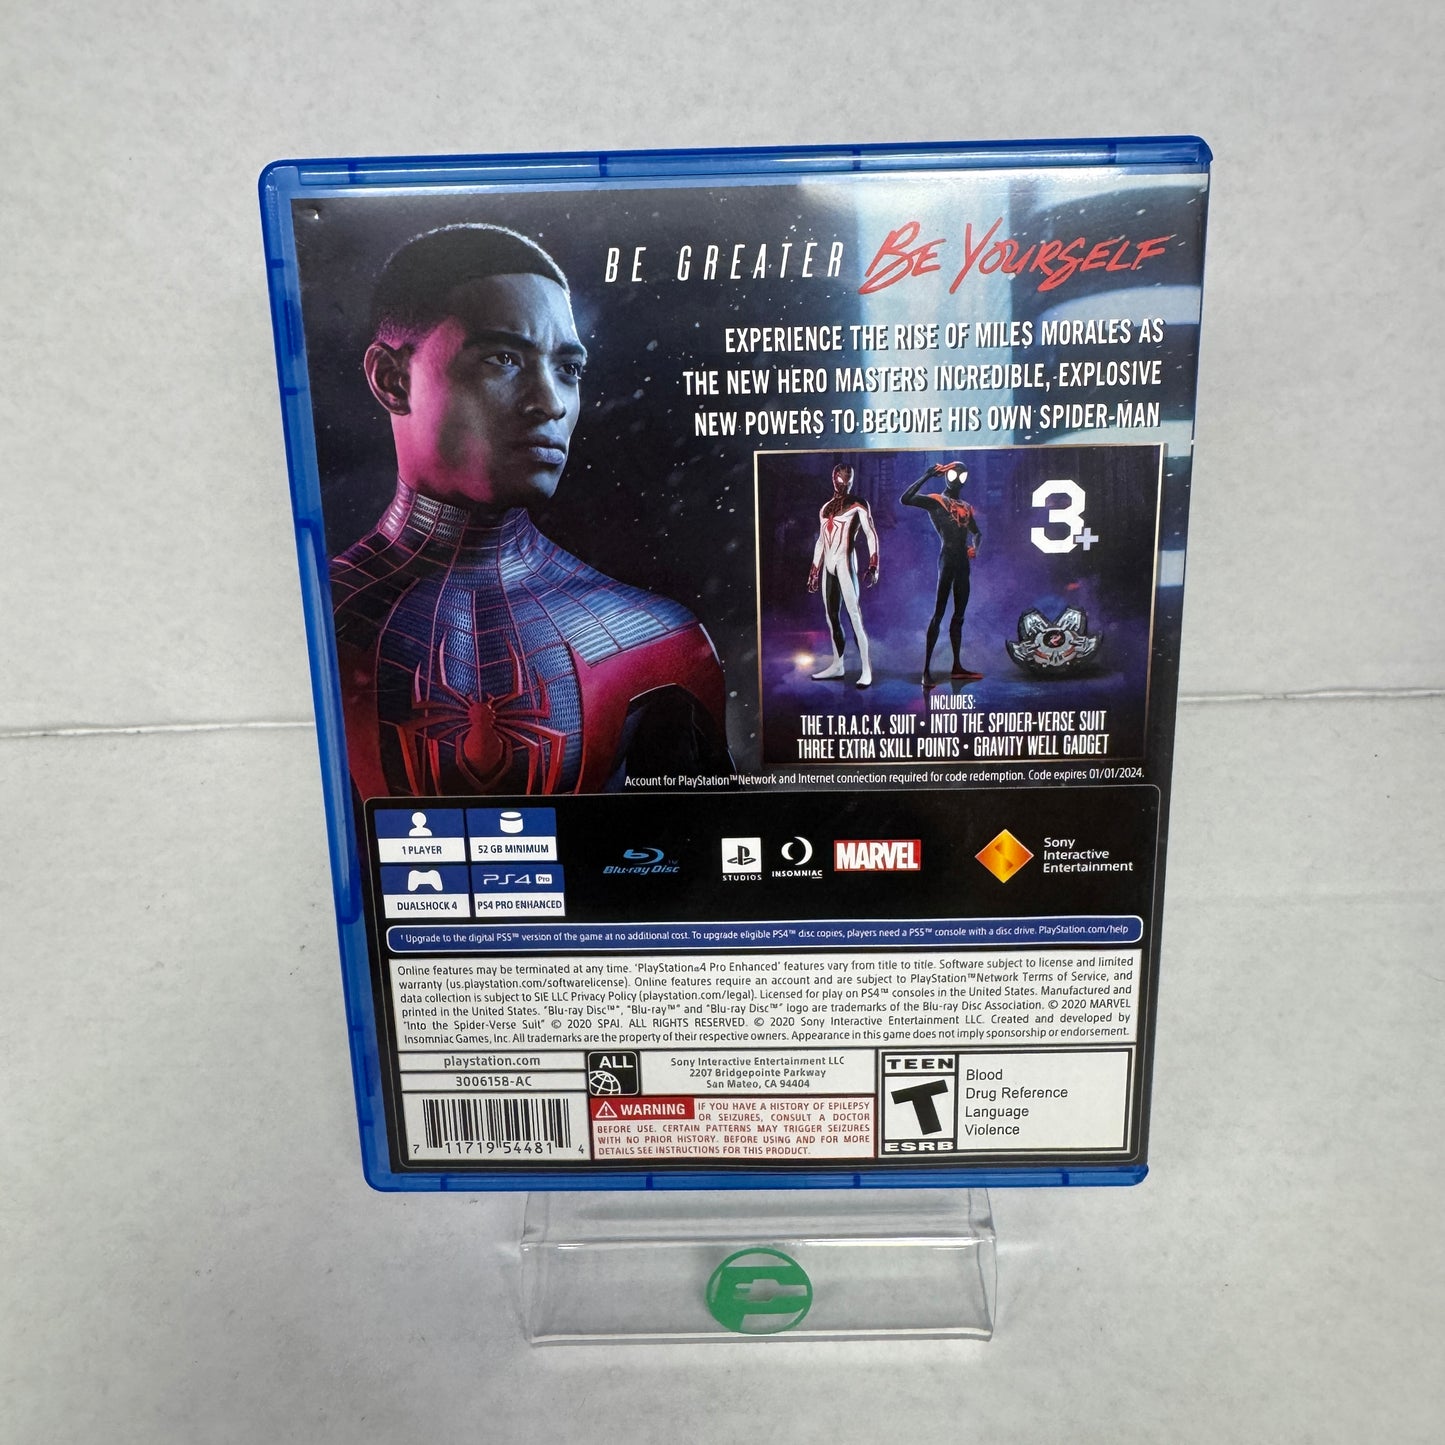 BE GREATER BE YOURSELF
EXPERIENCE THE RISE OF MILES MORALES AS
THE NEW HERO MASTERS INCREDIBLE, EXPLOSIVE
NEW POWERS TO BECOME HIS OWN SPIDER-MAN
3+
INCLUDES:
THE T.R.A.C.K. SUIT • INTO THE SPIDER-VERSE SUIT
THREE EXTRA SKILL POINTS • GRAVITY WELL GADGET
Account for PlayStation™Network and Internet connection required for code redemption. Code expires 01/01/2024.
1 PLAYER
52 GB MINIMUM
DUALSHOCK 4
PS4 Pro
PS4 PRO ENHANCED
Blu-ray Disc™
STUDIOS
INSOMNIAC
MARVEL
Sony
Interactive
Entertainment
† Upgrade to the digital PS5™ version of the game at no additional cost. To upgrade eligible PS4™ disc copies, players need a PS5™ console with a disc drive. PlayStation.com/help
Online features may be terminated at any time. 'PlayStation®4 Pro Enhanced' features vary from title to title. Software subject to license and limited
warranty (us.playstation.com/softwarelicense). Online features require an account and are subject to PlayStation™Network Terms of Service, and
data collection is subject to SIE LLC Privacy Policy (playstation.com/legal). Licensed for play on PS4™ consoles in the United States. Manufactured and
printed in the United States. "Blu-ray Disc™", "Blu-ray™" and "Blu-ray Disc™" logo are trademarks of the Blu-ray Disc Association. © 2020 MARVEL
"Into the Spider-Verse Suit" © 2020 SPAI. ALL RIGHTS RESERVED. © 2020 Sony Interactive Entertainment LLC. Created and developed by
Insomniac Games, Inc. All trademarks are the property of their respective owners. Appearance in this game does not imply sponsorship or endorsement.
playstation.com
3006158-AC
7 11719 54481 4
ALL
Sony Interactive Entertainment LLC
2207 Bridgepointe Parkway
San Mateo, CA 94404
WARNING IF YOU HAVE A HISTORY OF EPILEPSY
OR SEIZURES, CONSULT A DOCTOR
BEFORE USE. CERTAIN PATTERNS MAY TRIGGER SEIZURES
WITH NO PRIOR HISTORY. BEFORE USING AND FOR MORE
DETAILS SEE INSTRUCTIONS FOR THIS PRODUCT.
TEEN
T
ESRB
Blood
Drug Reference
Language
Violence